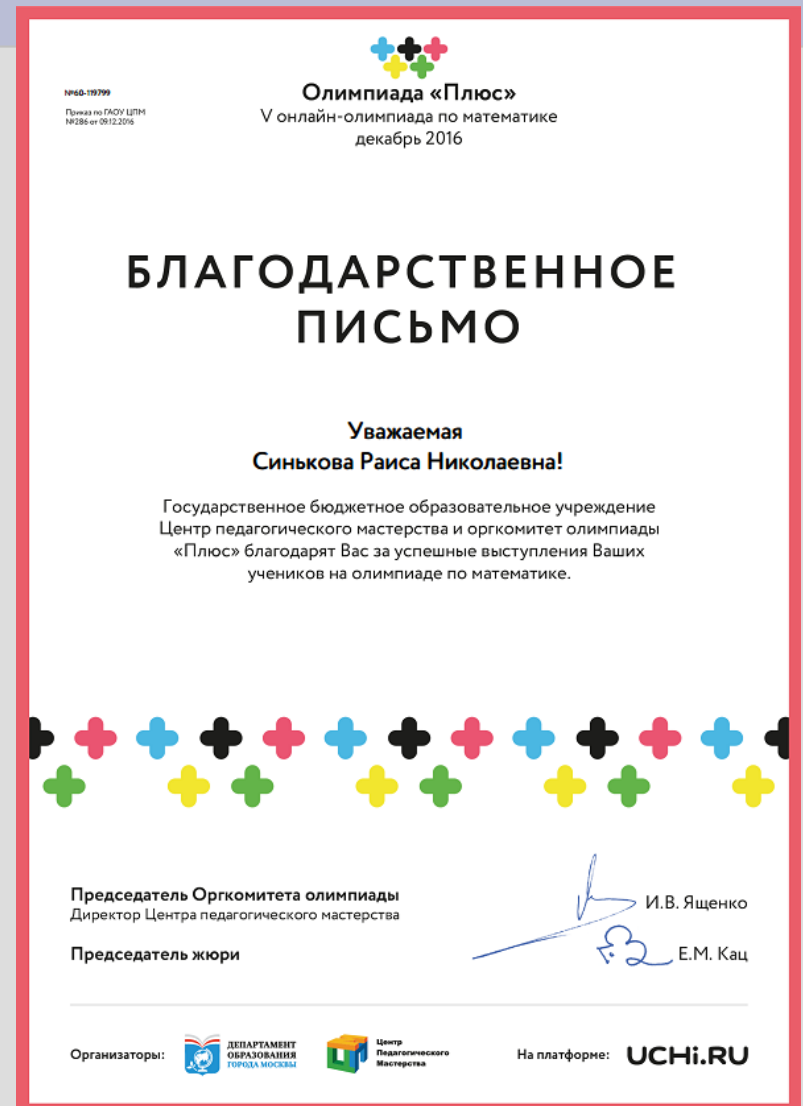 №60-119799
Приказ по ГАОУ ЦПМ
№286 от 09.12.2016
Олимпиада «Плюс»
V онлайн-олимпиада по математике
декабрь 2016
БЛАГОДАРСТВЕННОЕ
ПИСЬМО
Уважаемая
Синькова Раиса Николаевна!
Государственное бюджетное образовательное учреждение
Центр педагогического мастерства и оргкомитет олимпиады
«Плюс» благодарят Вас за успешные выступления Ваших
учеников на олимпиаде по математике.
Председатель Оргкомитета олимпиады
Директор Центра педагогического мастерства
И.В. Ященко
Председатель жюри
Е.М. Кац
Организаторы:
ДЕПАРТАМЕНТ
ОБРАЗОВАНИЯ
ГОРОДА МОСКВЫ
Центр
Педагогического
Мастерства
На платформе:
UCHi.RU